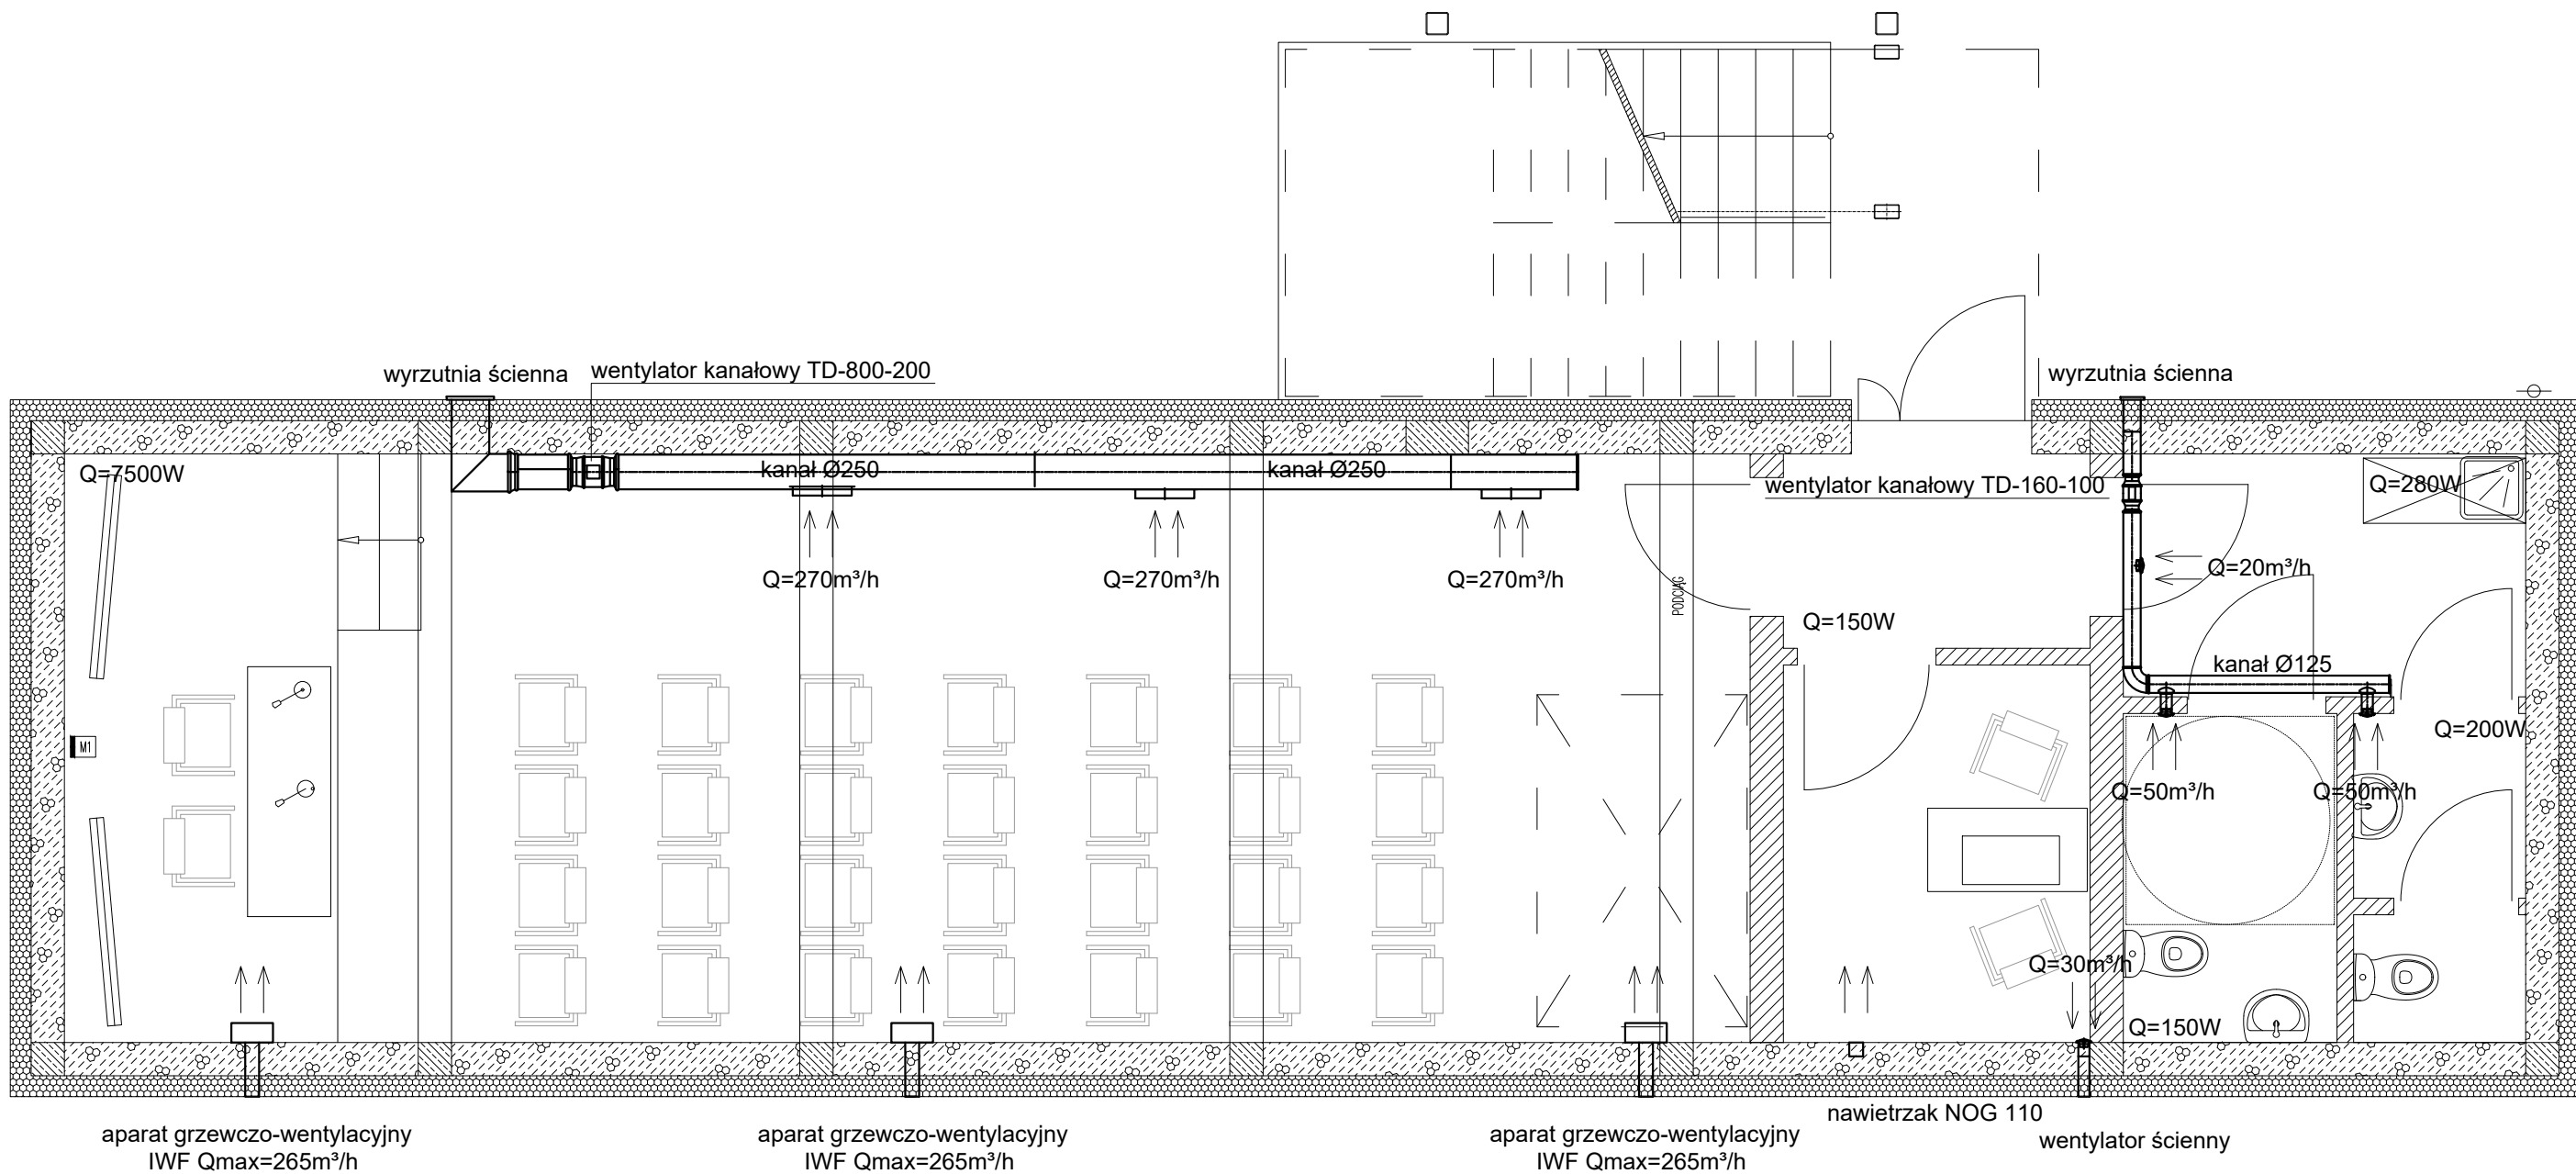 wyrzutnia ścienna
wentylator kanałowy TD-800-200
wyrzutnia ścienna
Q=7500W
kanał Ø250
kanał Ø250
wentylator kanałowy TD-160-100
Q=280W
Q=270m³/h
Q=270m³/h
Q=270m³/h
Q=20m³/h
PODCIĄG
Q=150W
kanał Ø125
Q=200W
M1
Q=50m³/h
Q=50m³/h
Q=30m³/h
Q=150W
nawietrzak NOG 110
wentylator ścienny
aparat grzewczo-wentylacyjny
IWF Qmax=265m³/h
aparat grzewczo-wentylacyjny
IWF Qmax=265m³/h
aparat grzewczo-wentylacyjny
IWF Qmax=265m³/h